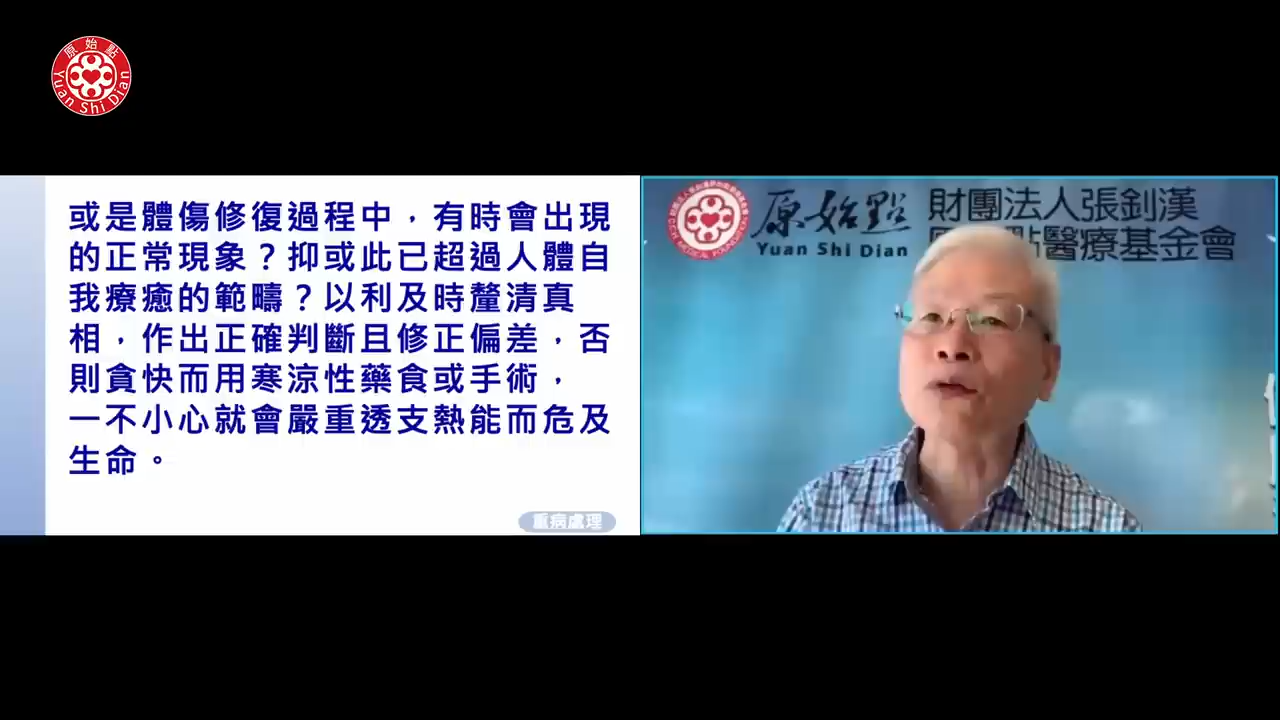 原始點
Yuan Shi Dian
或是體傷修復過程中，有時會出現
的正常現象？抑或此已超過人體自
我療癒的範疇？以利及時釐清真
相，作出正確判斷且修正偏差，否
則貪快而用寒涼性藥食或手術，
一不小心就會嚴重透支熱能而危及
生命。
重病處理
原始點
Yuan Shi Dian
財團法人張釗漢
點醫療基金會